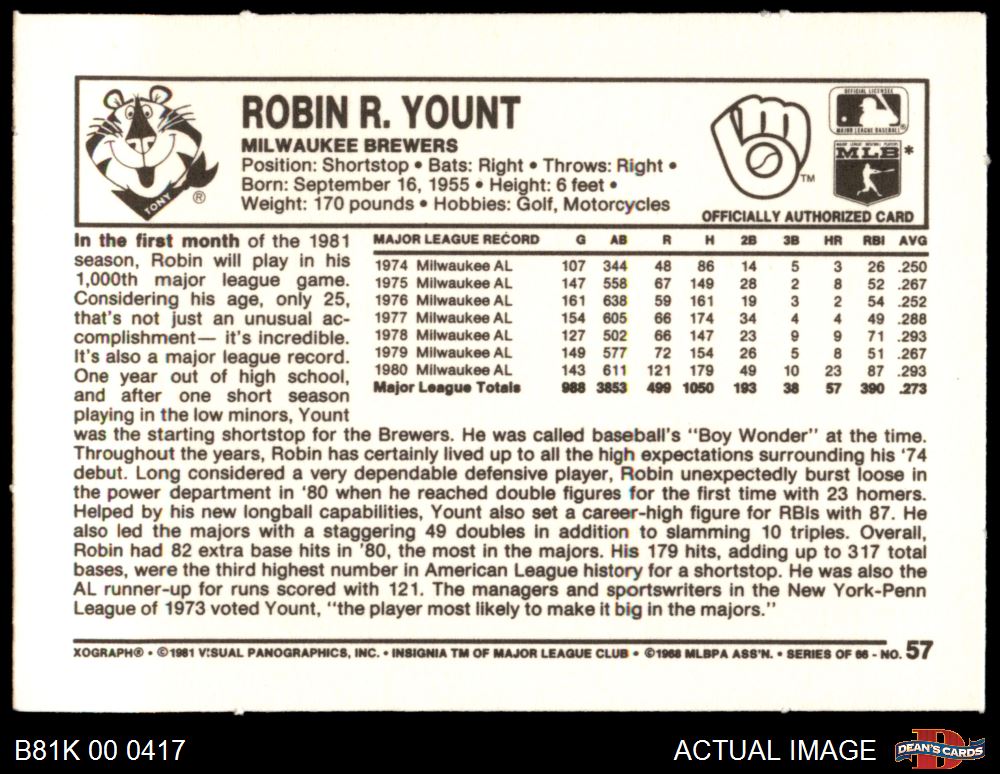 ROBIN R. YOUNT
MILWAUKEE BREWERS
Position: Shortstop • Bats: Right • Throws: Right •
Born: September 16, 1955 • Height: 6 feet •
Weight: 170 pounds • Hobbies: Golf, Motorcycles
TONY ®
TM
OFFICIAL LICENSEE
MAJOR LEAGUE BASEBALL ®
MLB *
OFFICIALLY AUTHORIZED CARD
In the first month of the 1981
season, Robin will play in his
1,000th major league game.
Considering his age, only 25,
that's not just an unusual ac-
complishment— it's incredible.
It's also a major league record.
One year out of high school,
and after one short season
playing in the low minors, Yount
MAJOR LEAGUE RECORD G AB R H 2B 3B HR RBI AVG
1974 Milwaukee AL 107 344 48 86 14 5 3 26 .250
1975 Milwaukee AL 147 558 67 149 28 2 8 52 .267
1976 Milwaukee AL 161 638 59 161 19 3 2 54 .252
1977 Milwaukee AL 154 605 66 174 34 4 4 49 .288
1978 Milwaukee AL 127 502 66 147 23 9 9 71 .293
1979 Milwaukee AL 149 577 72 154 26 5 8 51 .267
1980 Milwaukee AL 143 611 121 179 49 10 23 87 .293
Major League Totals 988 3853 499 1050 193 38 57 390 .273
was the starting shortstop for the Brewers. He was called baseball's "Boy Wonder" at the time.
Throughout the years, Robin has certainly lived up to all the high expectations surrounding his '74
debut. Long considered a very dependable defensive player, Robin unexpectedly burst loose in
the power department in '80 when he reached double figures for the first time with 23 homers.
Helped by his new longball capabilities, Yount also set a career-high figure for RBIs with 87. He
also led the majors with a staggering 49 doubles in addition to slamming 10 triples. Overall,
Robin had 82 extra base hits in '80, the most in the majors. His 179 hits, adding up to 317 total
bases, were the third highest number in American League history for a shortstop. He was also the
AL runner-up for runs scored with 121. The managers and sportswriters in the New York-Penn
League of 1973 voted Yount, "the player most likely to make it big in the majors."
XOGRAPH® • ©1981 VISUAL PANOGRAPHICS, INC. • INSIGNIA TM OF MAJOR LEAGUE CLUB • ©1968 MLBPA ASS'N. • SERIES OF 66 - NO. 57
B81K 00 0417
ACTUAL IMAGE
DEAN'S CARDS